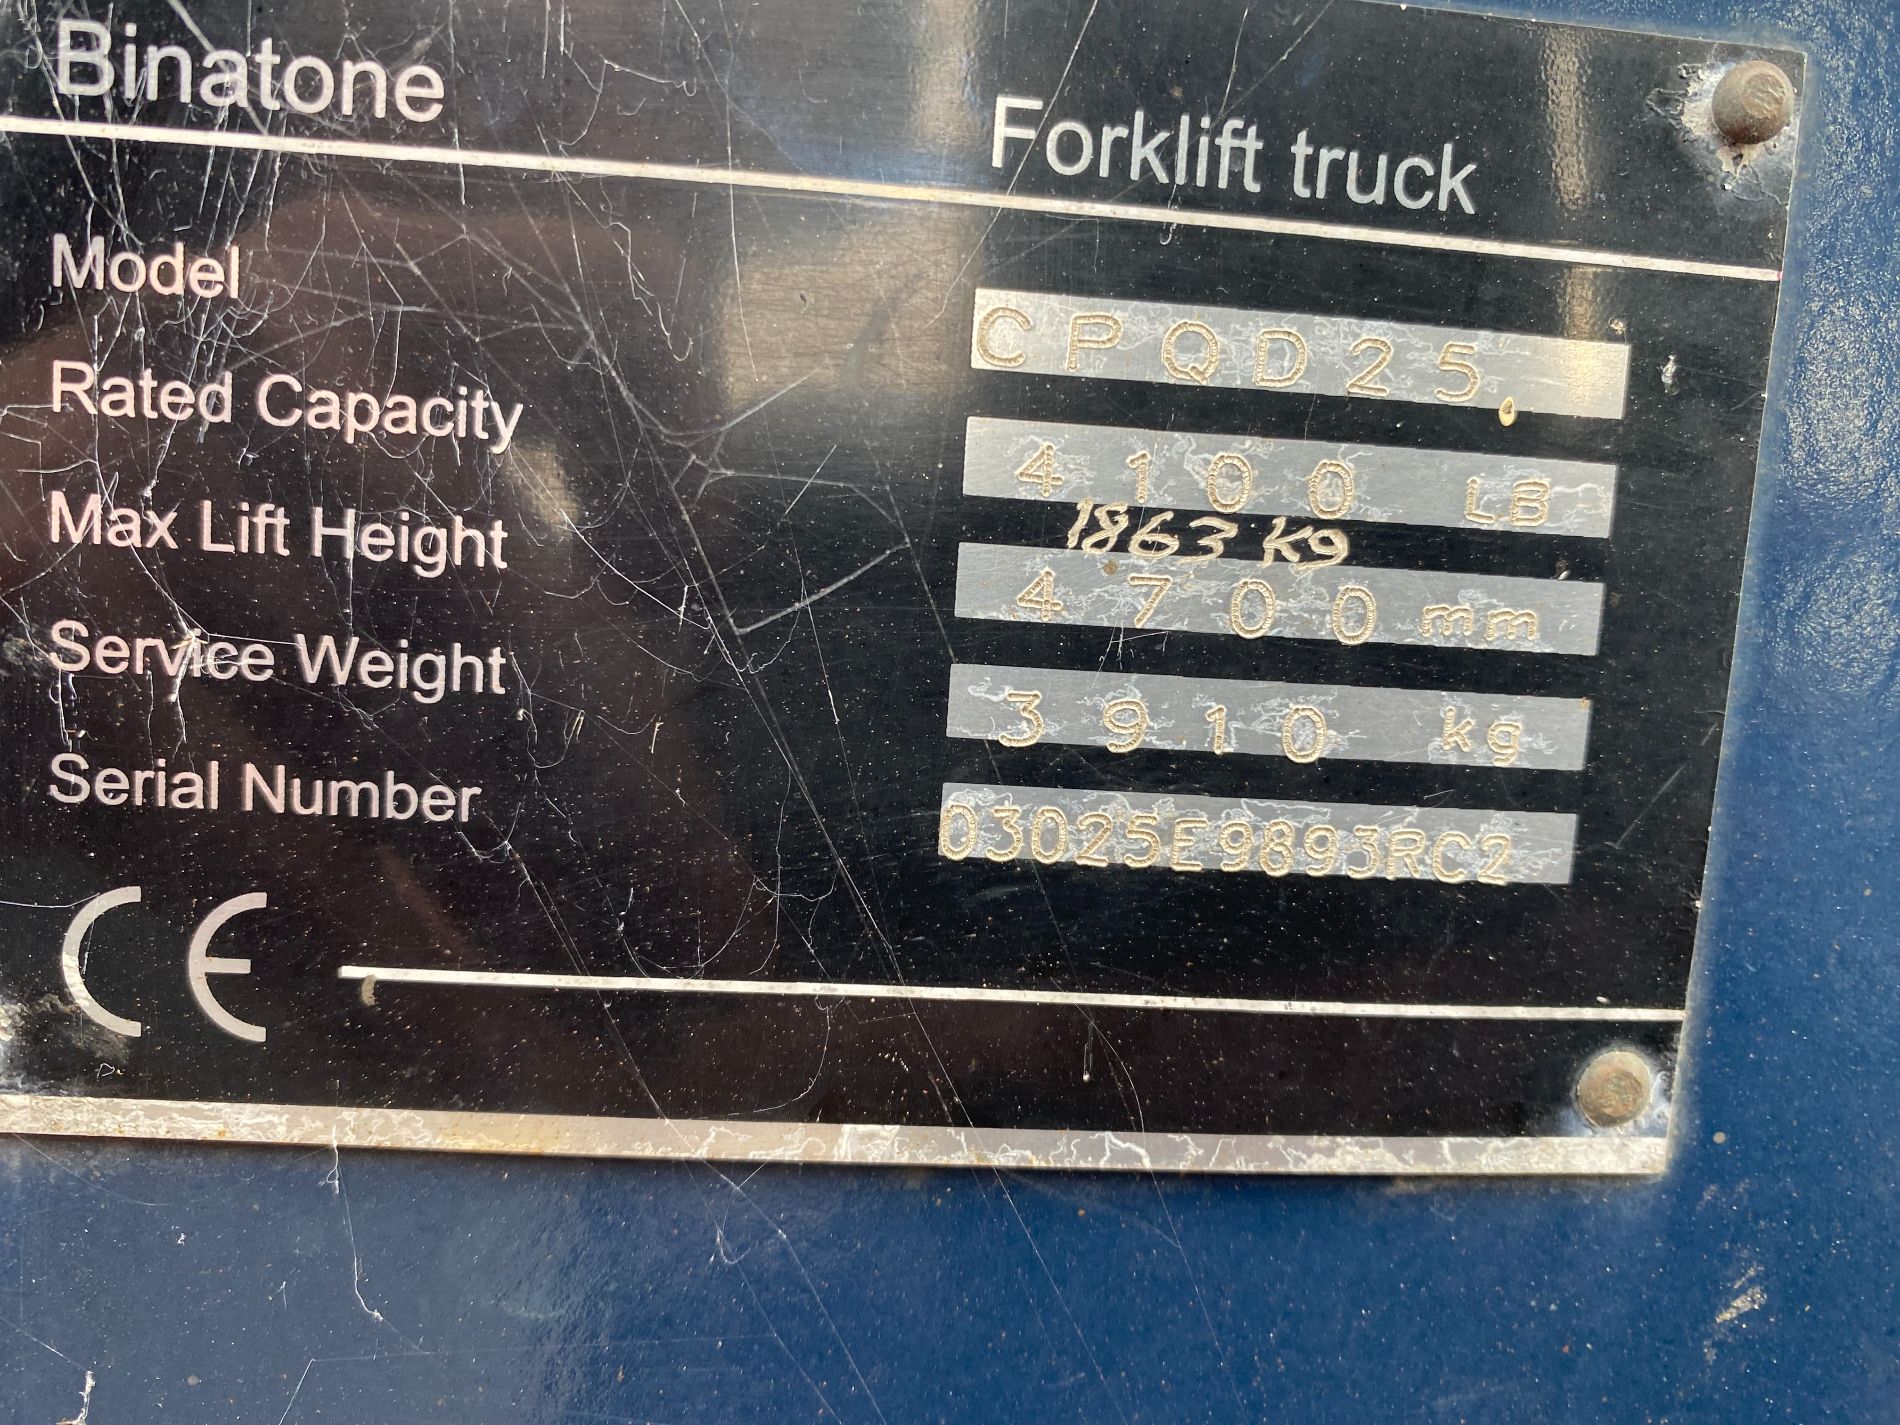 Binatone
Forklift truck
Model CPQD25
Rated Capacity 4100 LB
1863 kg
Max Lift Height 4700 mm
Service Weight 3910 kg
Serial Number 03025E9893RC2
CE